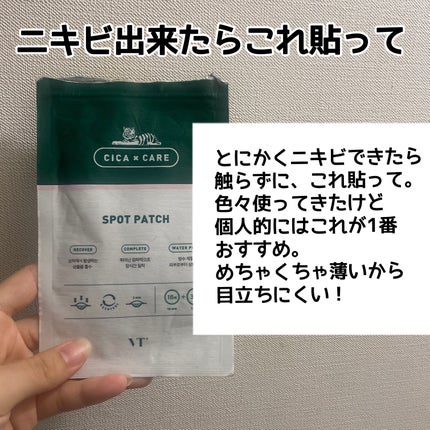 ニキビ出来たらこれ貼って
CICA × CARE
SPOT PATCH
RECOVER
COMPLETE
VT
とにかくニキビできたら
触らずに、これ貼って。
色々使ってきたけど
個人的にはこれが1番
おすすめ。
めちゃくちゃ薄いから
目立ちにくい！